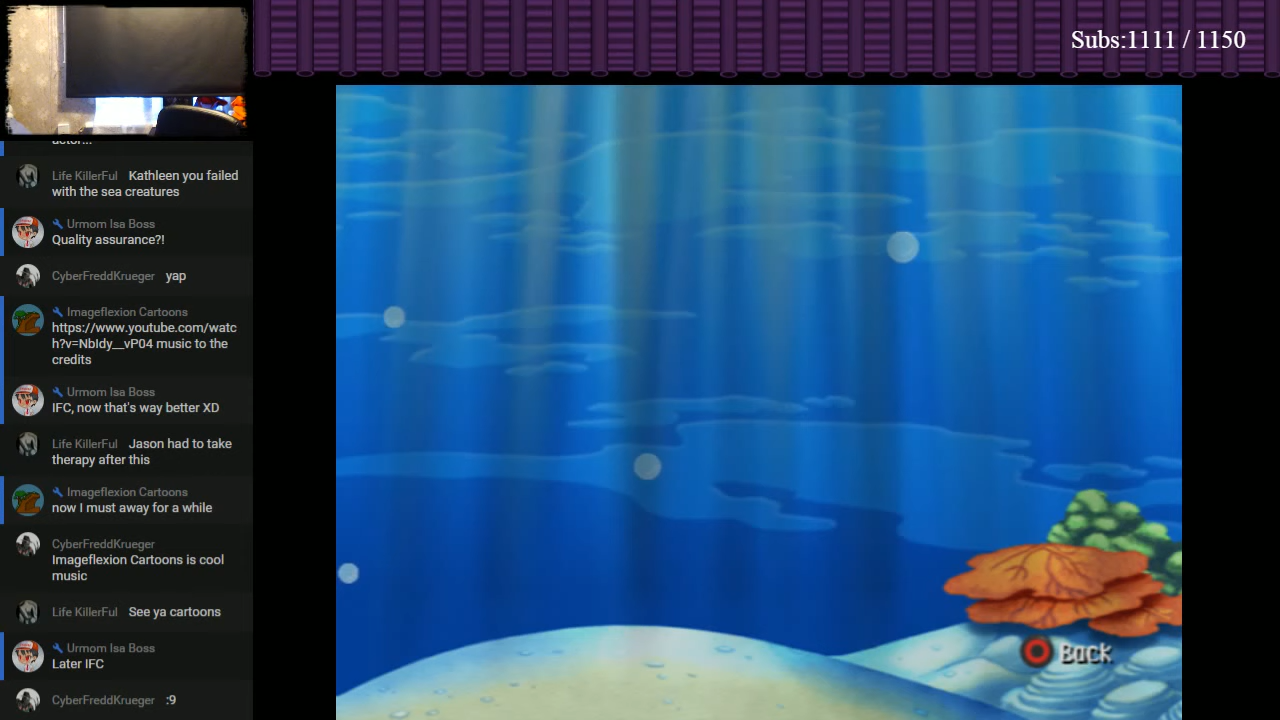 Subs:1111 / 1150
actor...
Life KillerFul Kathleen you failed
with the sea creatures
Urmom Isa Boss
Quality assurance?!
CyberFreddKrueger yap
Imageflexion Cartoons
https://www.youtube.com/watc
h?v=NbIdy__vP04 music to the
credits
Urmom Isa Boss
IFC, now that's way better XD
Life KillerFul Jason had to take
therapy after this
Imageflexion Cartoons
now I must away for a while
CyberFreddKrueger
Imageflexion Cartoons is cool
music
Life KillerFul See ya cartoons
Urmom Isa Boss
Later IFC
CyberFreddKrueger :9
Back